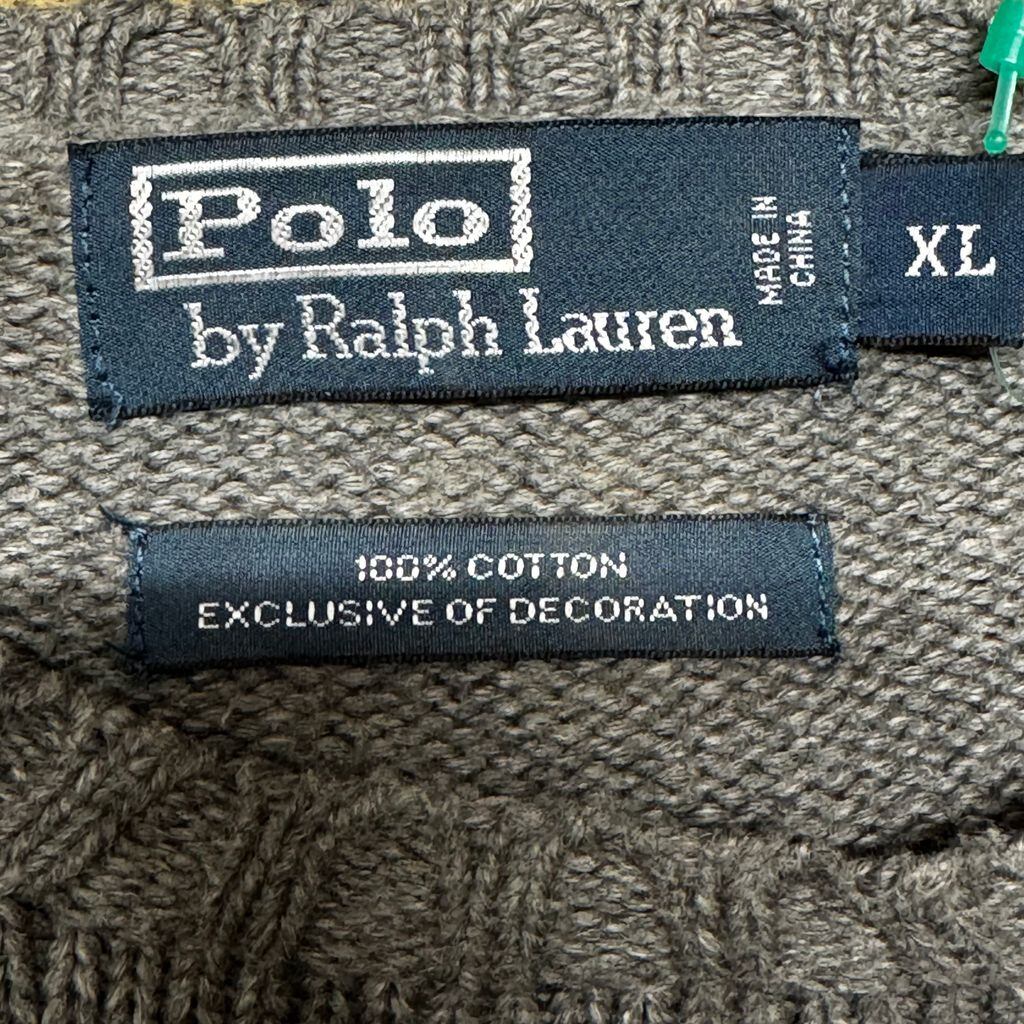 Polo
by Ralph Lauren
MADE IN
CHINA
XL
100% COTTON
EXCLUSIVE OF DECORATION